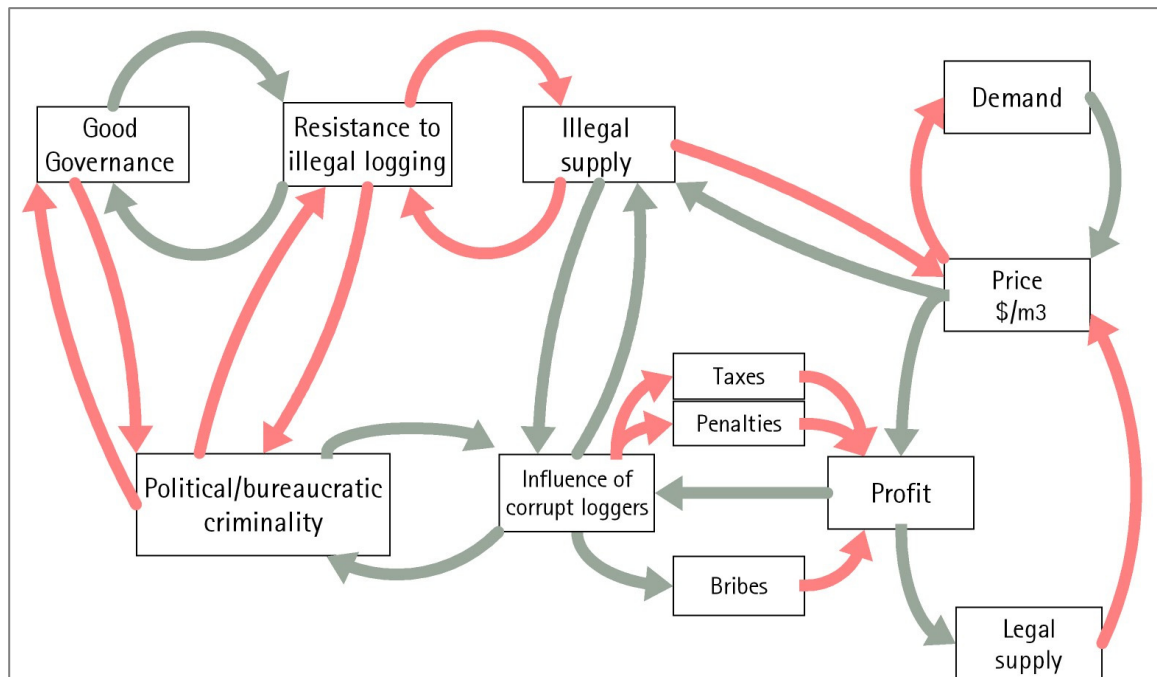 Good
Governance
Resistance to
illegal logging
Illegal
supply
Demand
Price
$/m3
Taxes
Penalties
Political/bureaucratic
criminality
Influence of
corrupt loggers
Profit
Bribes
Legal
supply